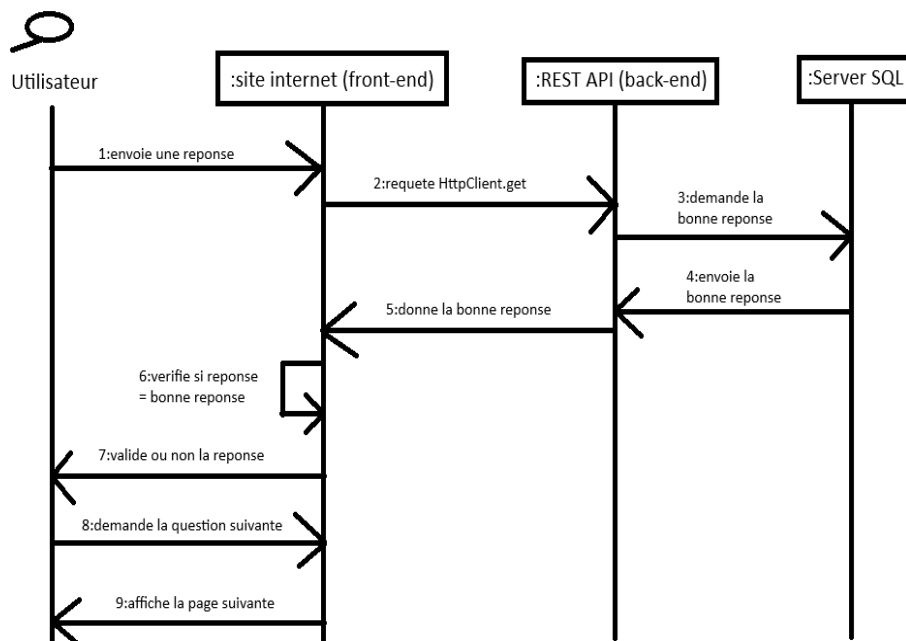 Utilisateur
:site internet (front-end)
:REST API (back-end)
:Server SQL
1:envoie une reponse
2:requete HttpClient.get
3:demande la
bonne reponse
4:envoie la
bonne reponse
5:donne la bonne reponse
6:verifie si reponse
= bonne reponse
7:valide ou non la reponse
8:demande la question suivante
9:affiche la page suivante